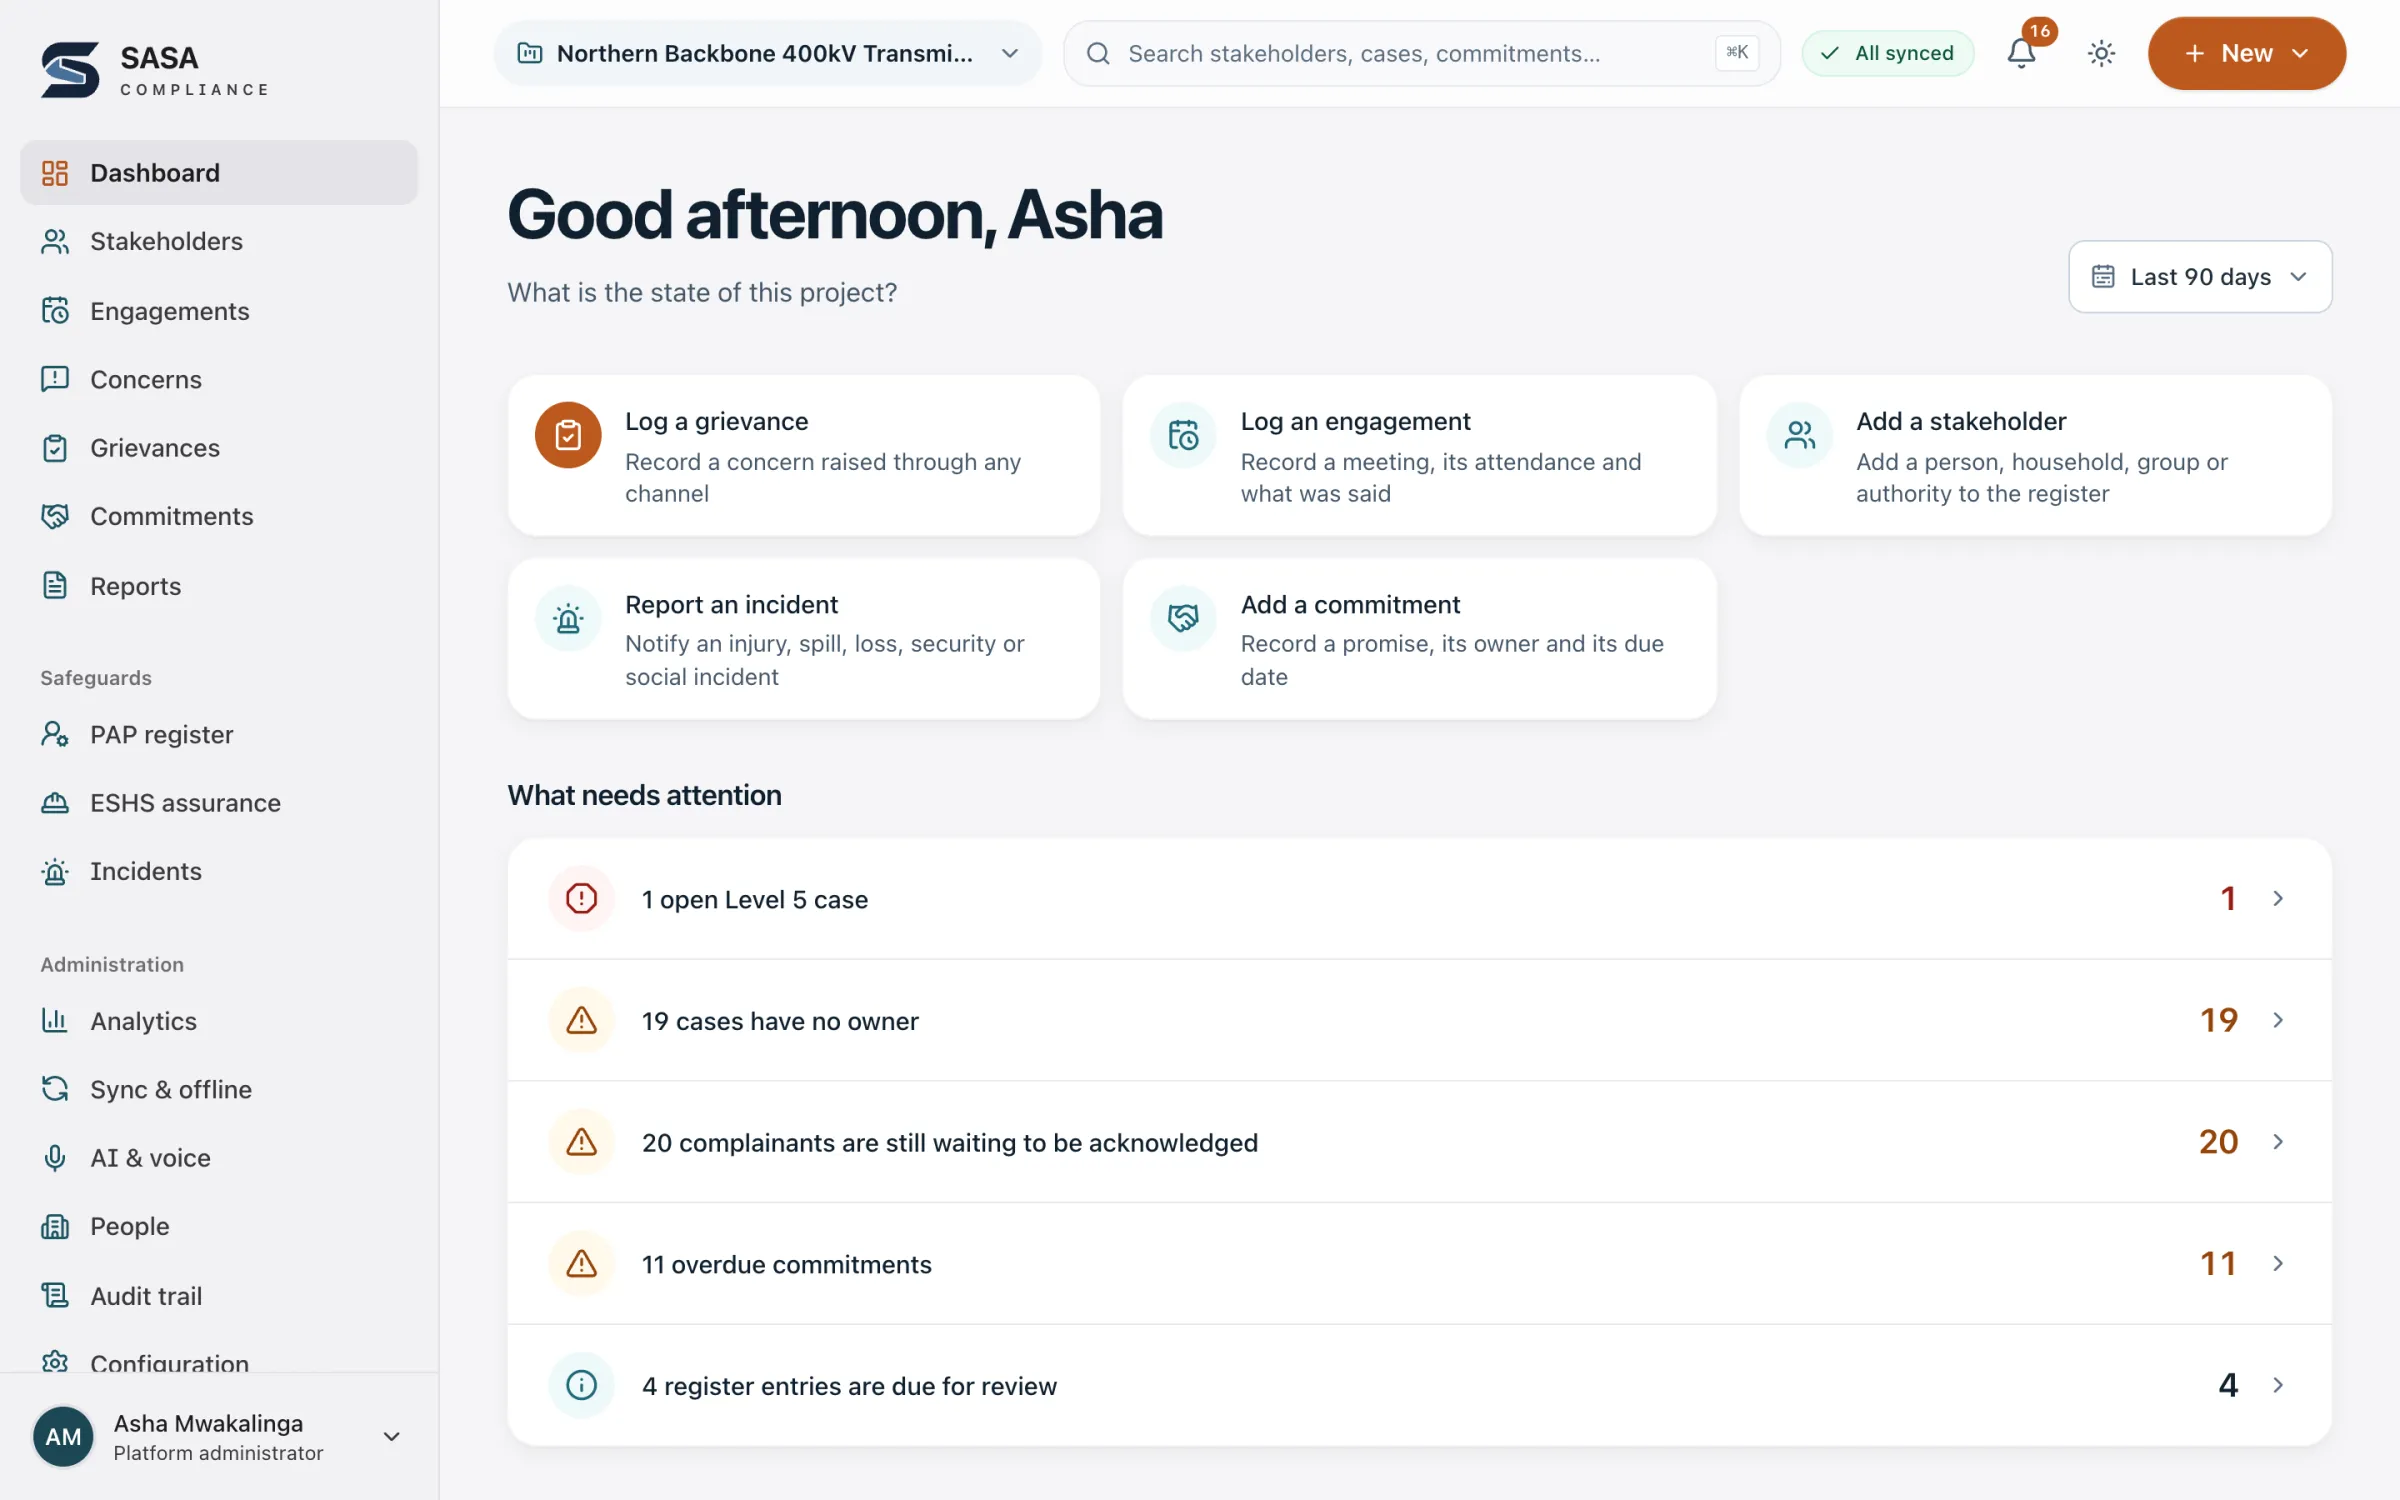 SASA
COMPLIANCE
Dashboard
Stakeholders
Engagements
Concerns
Grievances
Commitments
Reports
Safeguards
PAP register
ESHS assurance
Incidents
Administration
Analytics
Sync & offline
AI & voice
People
Audit trail
Configuration
AM
Asha Mwakalinga
Platform administrator
Northern Backbone 400kV Transmi...
Search stakeholders, cases, commitments...
⌘K
All synced
16
New
Good afternoon, Asha
What is the state of this project?
Last 90 days
Log a grievance
Record a concern raised through any
channel
Log an engagement
Record a meeting, its attendance and
what was said
Add a stakeholder
Add a person, household, group or
authority to the register
Report an incident
Notify an injury, spill, loss, security or
social incident
Add a commitment
Record a promise, its owner and its due
date
What needs attention
1 open Level 5 case
1
19 cases have no owner
19
20 complainants are still waiting to be acknowledged
20
11 overdue commitments
11
4 register entries are due for review
4